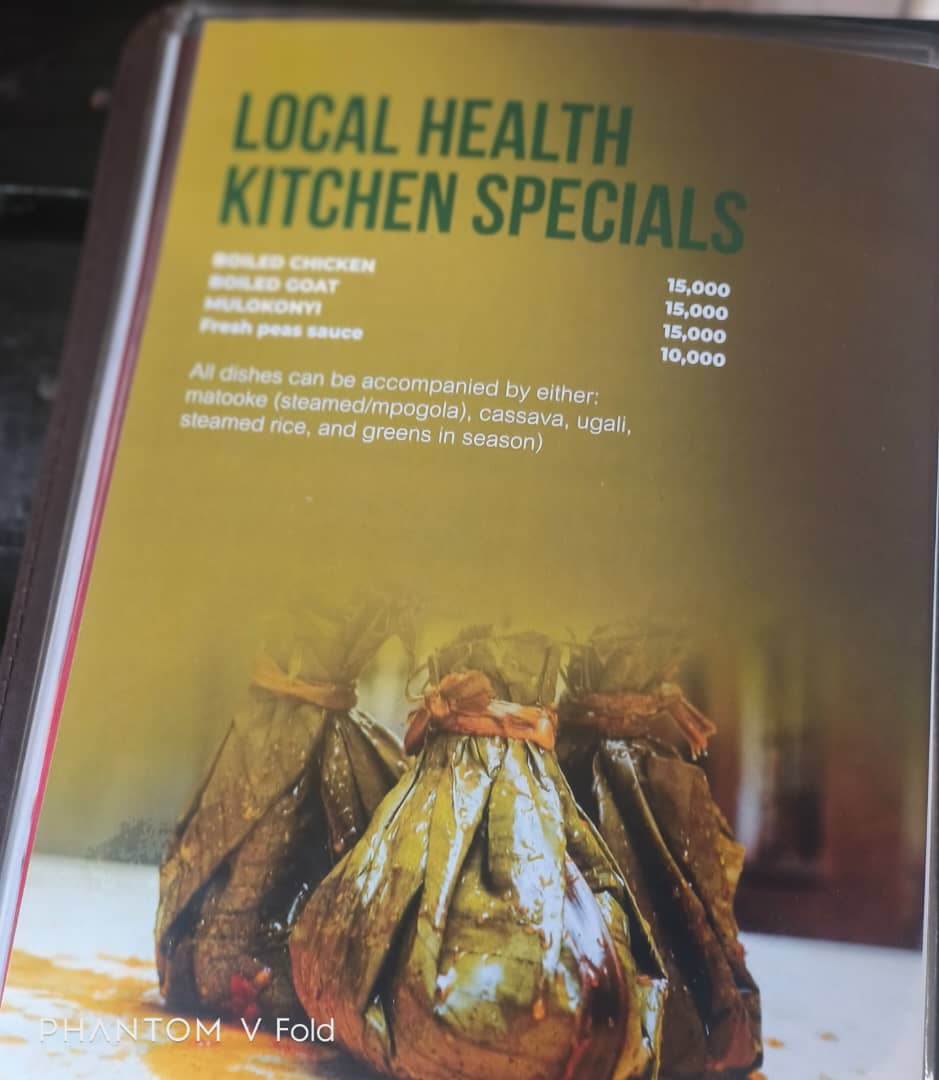 LOCAL HEALTH
KITCHEN SPECIALS
BOILED CHICKEN 15,000
BOILED GOAT 15,000
MULOKONYI 15,000
Fresh peas sauce 10,000
All dishes can be accompanied by either:
matooke (steamed/mpogola), cassava, ugali,
steamed rice, and greens in season)
PHANTOM V Fold